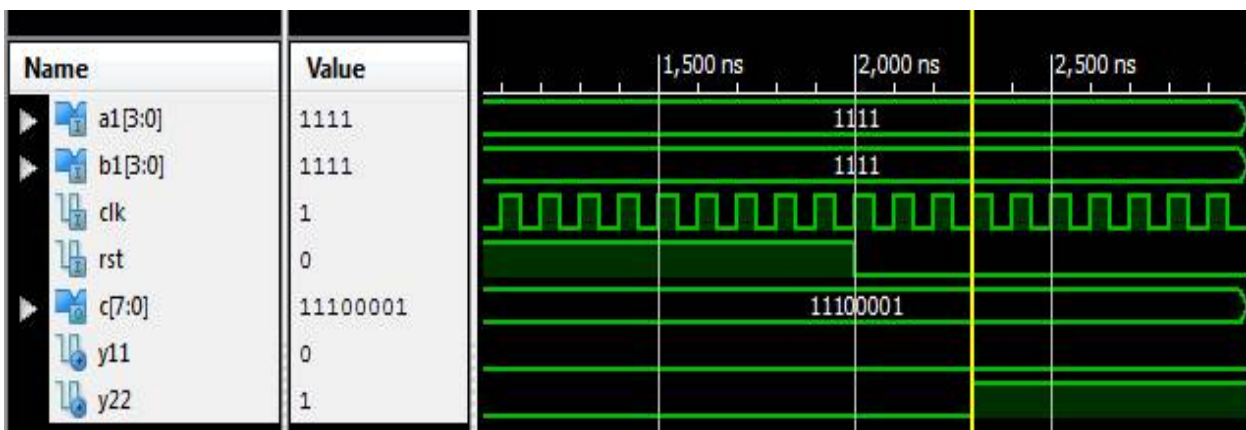 Name Value 1,500 ns 2,000 ns 2,500 ns
a1[3:0] 1111 1111
b1[3:0] 1111 1111
clk 1
rst 0
c[7:0] 11100001 11100001
y11 0
y22 1